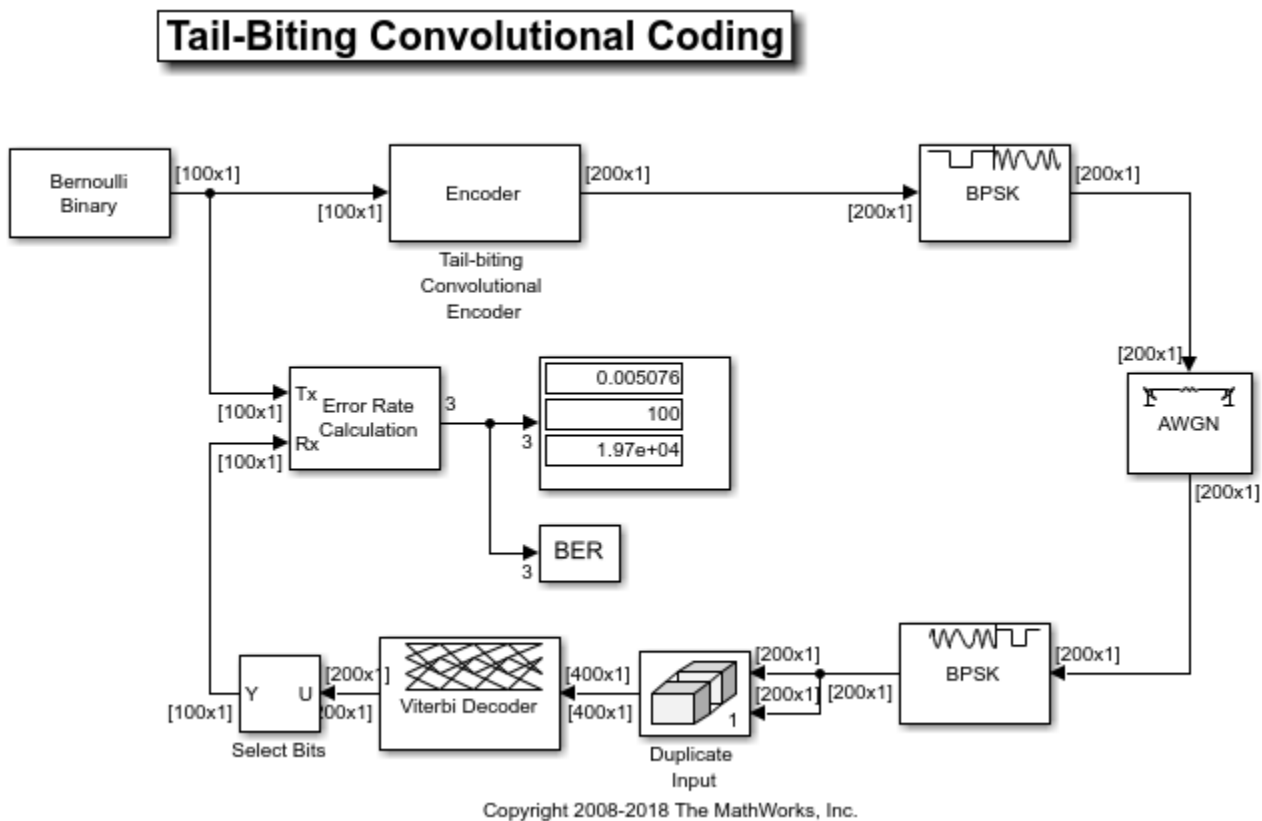 Tail-Biting Convolutional Coding
Bernoulli
Binary
[100x1]
[100x1]
Encoder
Tail-biting
Convolutional
Encoder
[200x1]
[200x1]
BPSK
[200x1]
[200x1]
AWGN
[200x1]
[100x1]
Tx
[100x1]
Rx
Error Rate
Calculation
3
3
0.005076
100
1.97e+04
3
BER
[200x1]
BPSK
[200x1]
[200x1]
[200x1]
1
Duplicate
Input
[400x1]
[400x1]
Viterbi Decoder
[200x1]
200x1]
Y
U
Select Bits
[100x1]
Copyright 2008-2018 The MathWorks, Inc.